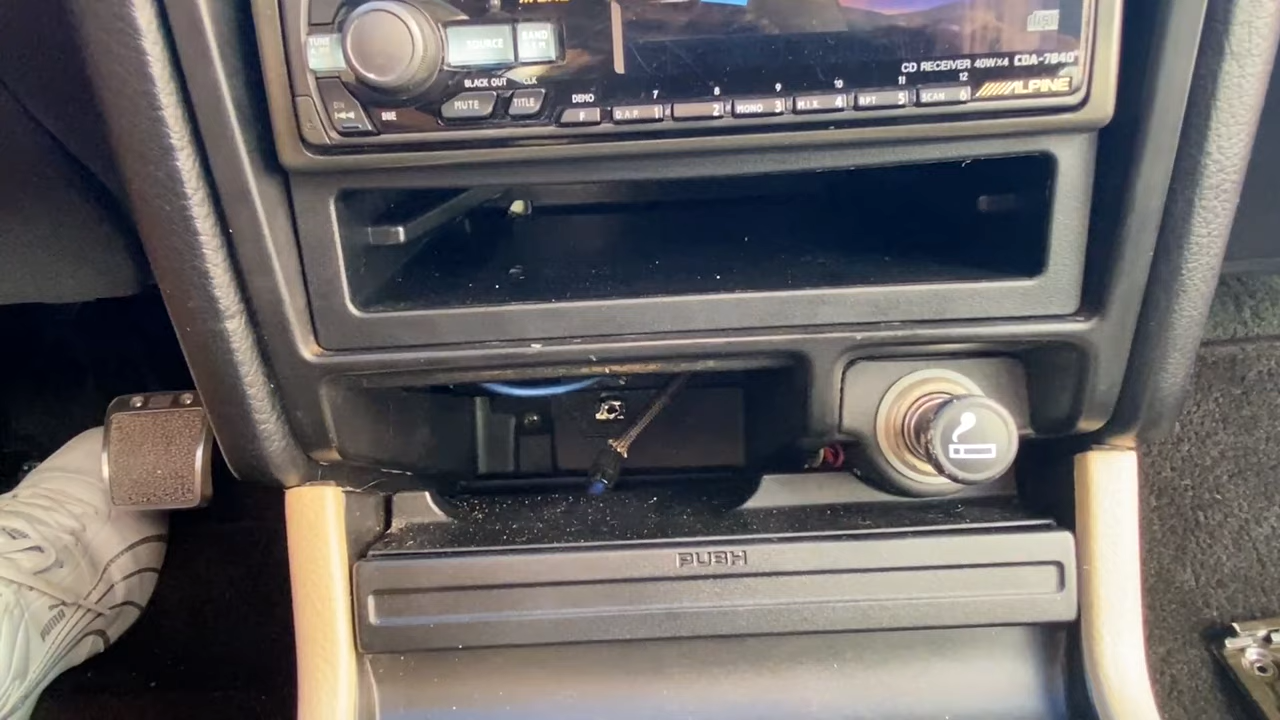 TUNE
SOURCE
BAND
BLACK OUT
CLK
MUTE
TITLE
DEMO
F
7 8 9 10 11 12
D.A.P. 1
2
MONO 3
M.I.X. 4
RPT 5
SCAN 6
CD RECEIVER 40WX4 CDA-7840
ALPINE
PUSH
PUMA